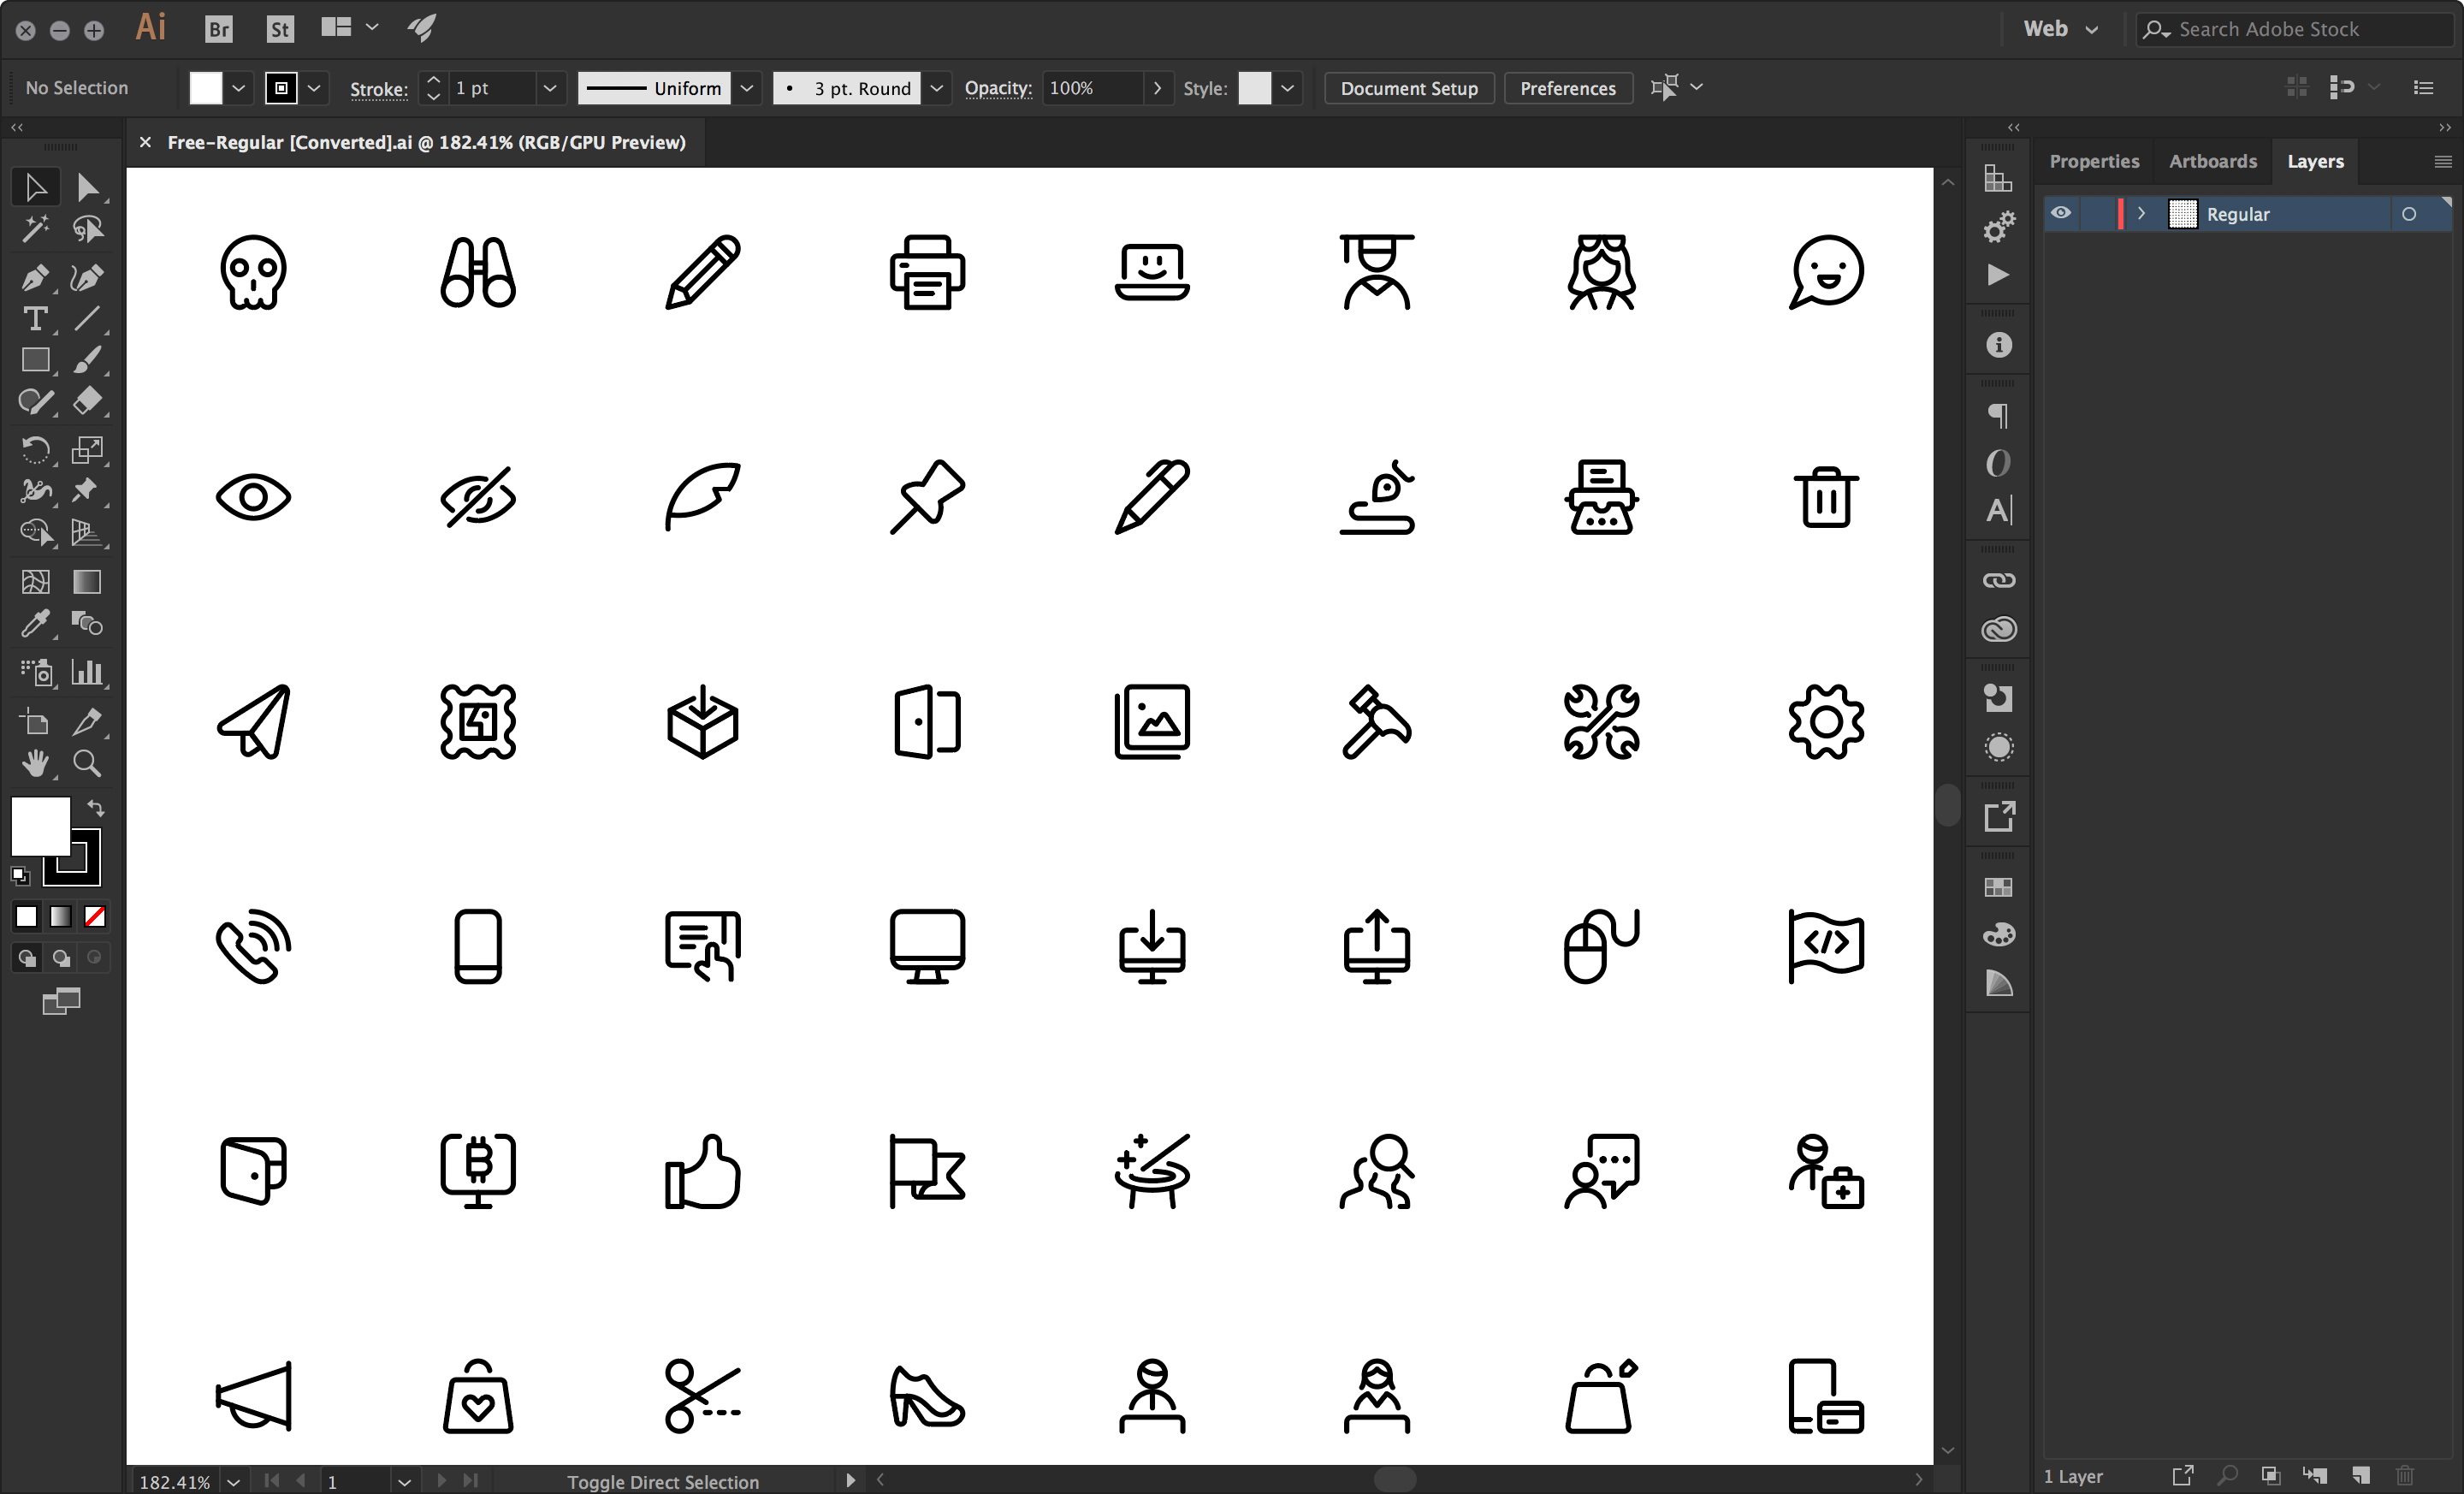 Ai Br St Web Search Adobe Stock
No Selection Stroke: 1 pt Uniform 3 pt. Round Opacity: 100% Style: Document Setup Preferences
Free-Regular [Converted].ai @ 182.41% (RGB/GPU Preview)
Properties Artboards Layers
Regular
182.41% 1 Toggle Direct Selection
1 Layer